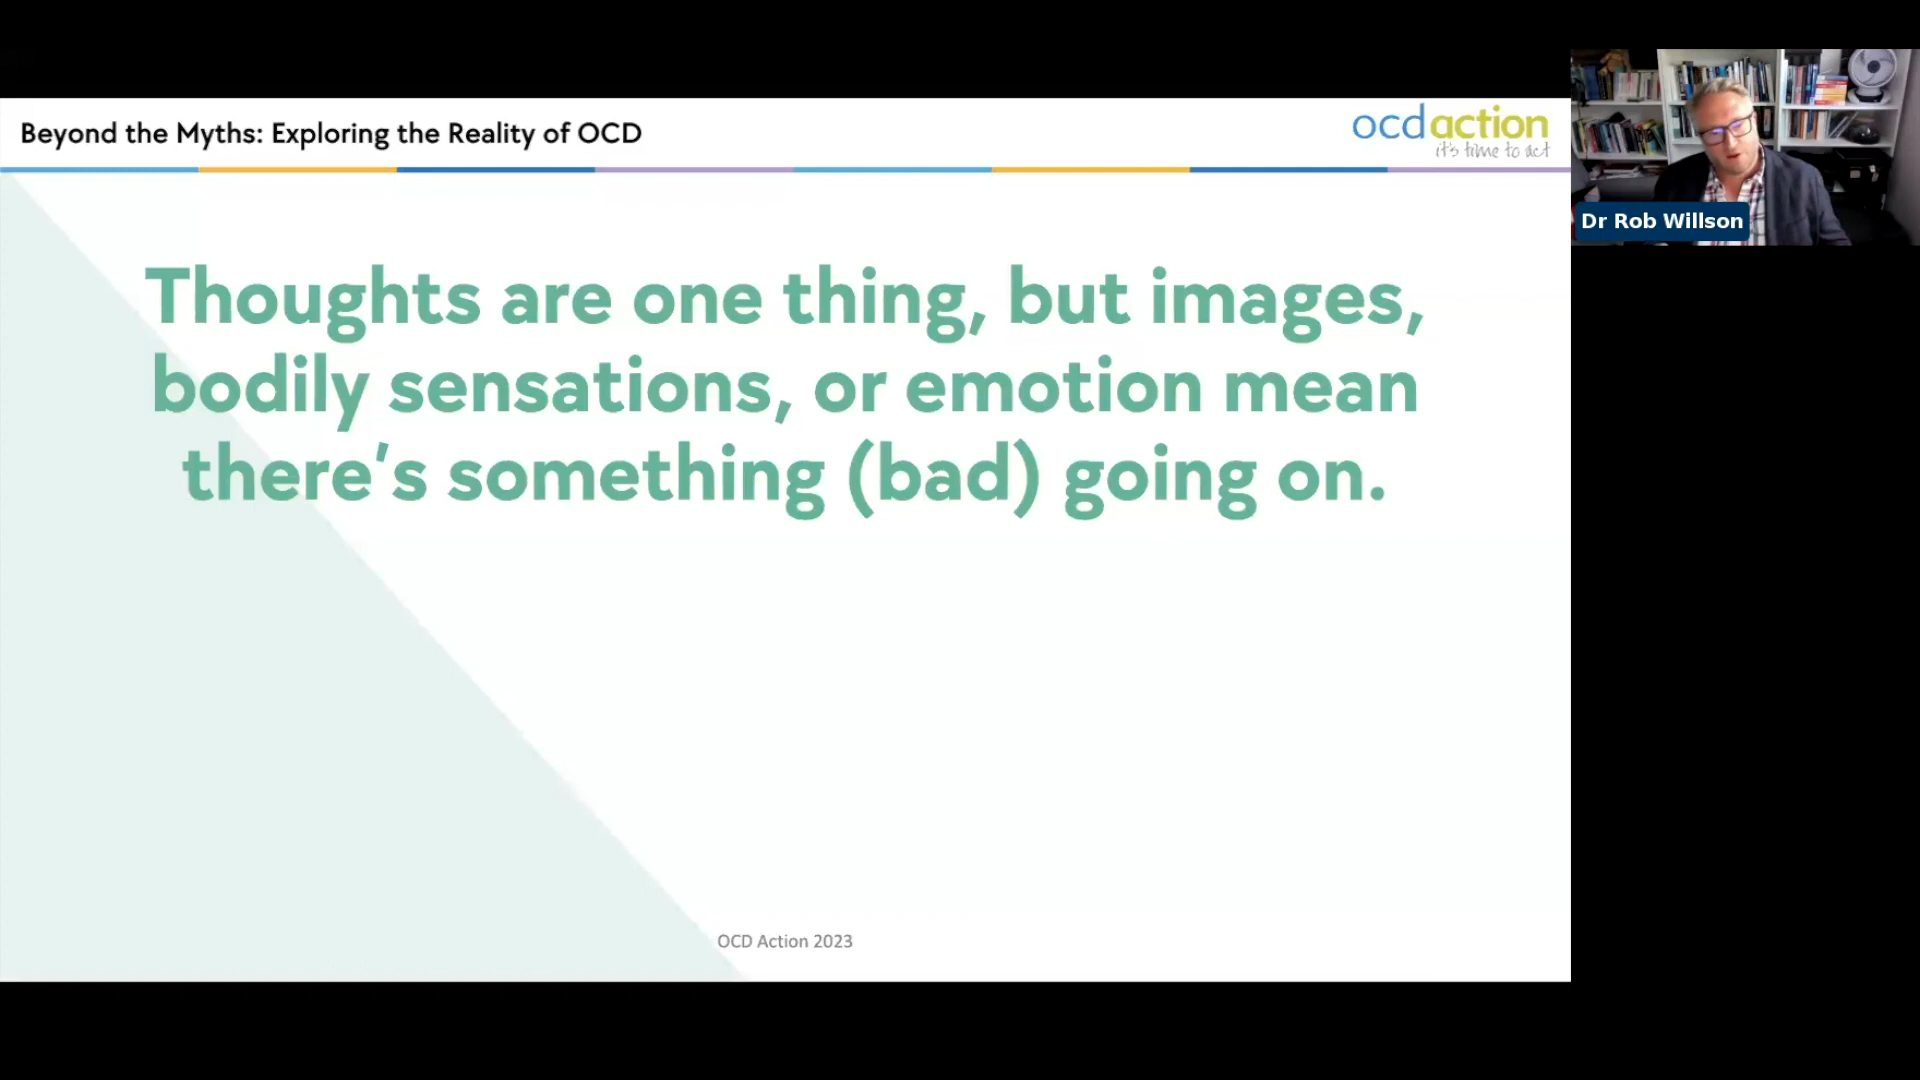 Beyond the Myths: Exploring the Reality of OCD
ocdaction
it's time to act
Dr Rob Willson
Thoughts are one thing, but images,
bodily sensations, or emotion mean
there's something (bad) going on.
OCD Action 2023